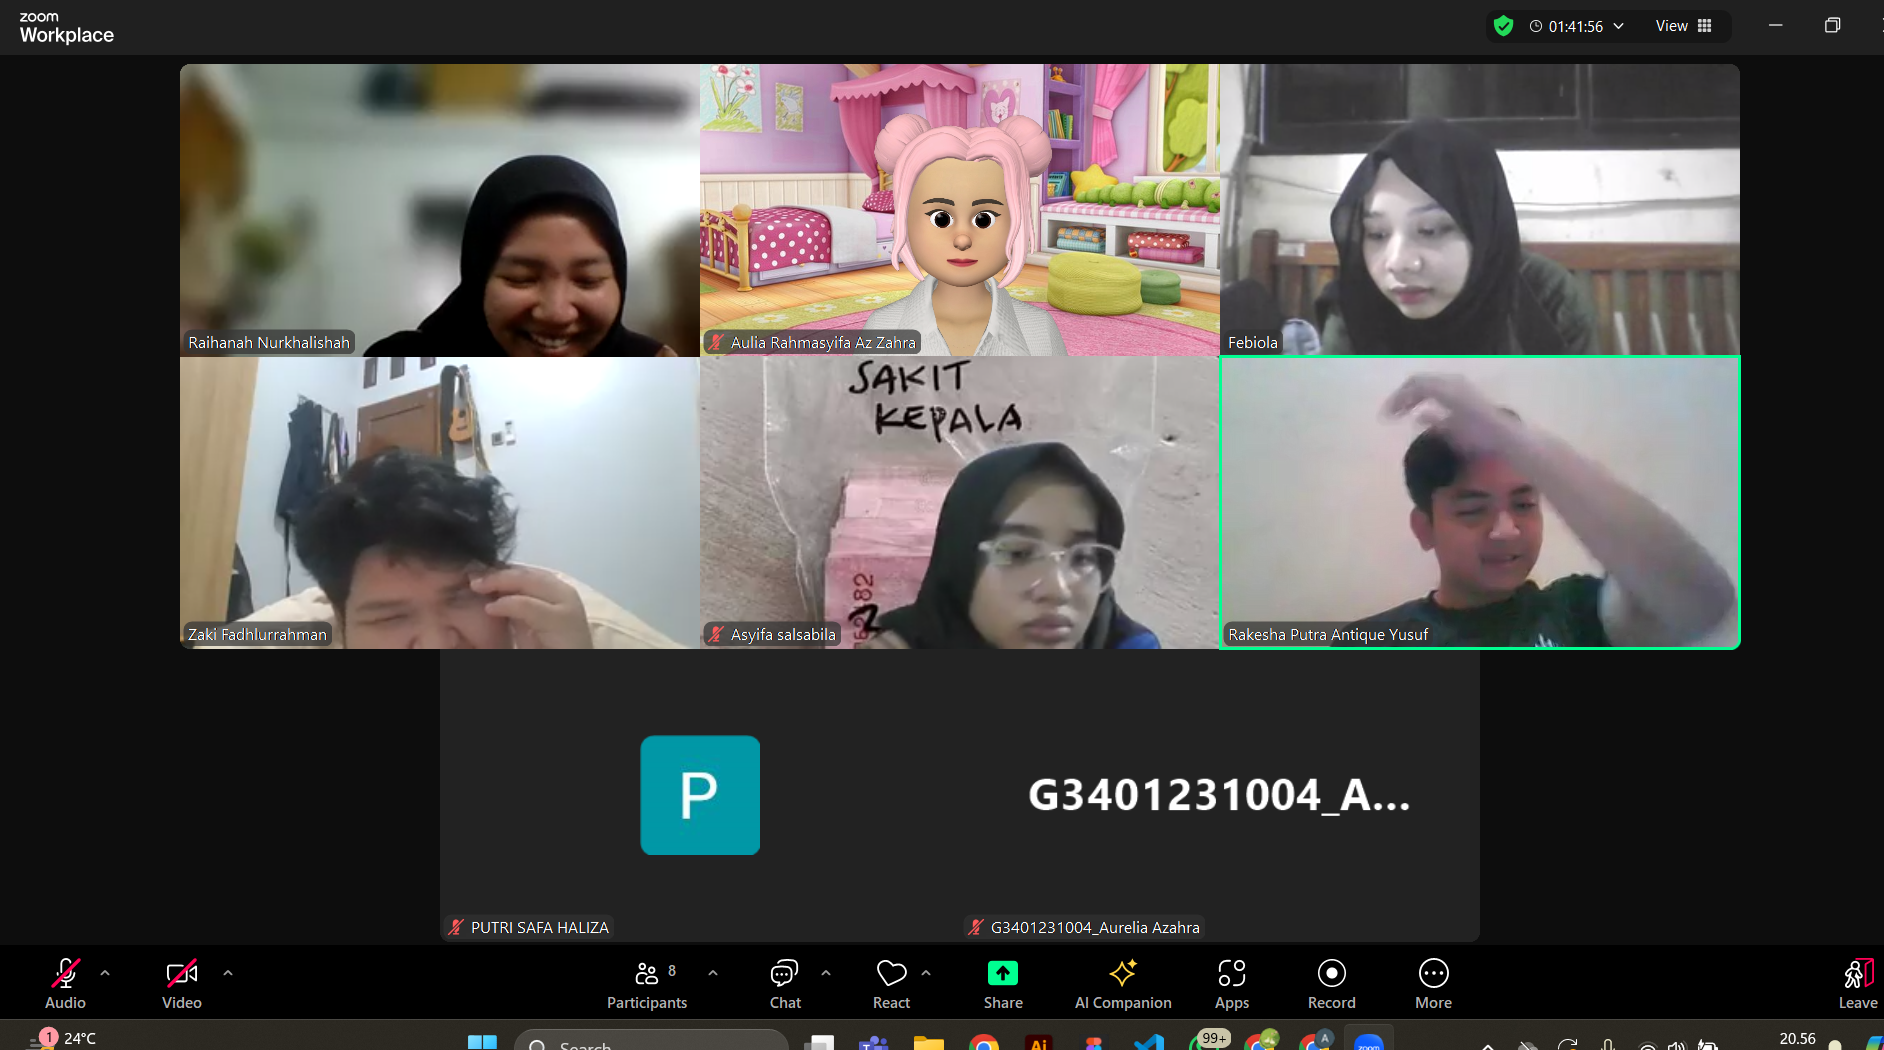 zoom
Workplace
01:41:56
View
Raihanah Nurkhalishah
Aulia Rahmasyifa Az Zahra
Febiola
SAKIT
KEPALA
Zaki Fadhlurrahman
Asyifa salsabila
Rakesha Putra Antique Yusuf
P
G3401231004_A...
PUTRI SAFA HALIZA
G3401231004_Aurelia Azahra
Audio
Video
8
Participants
Chat
React
Share
AI Companion
Apps
Record
More
Leave
1
24°C
Search
Ai
99+
A
zoom
20.56